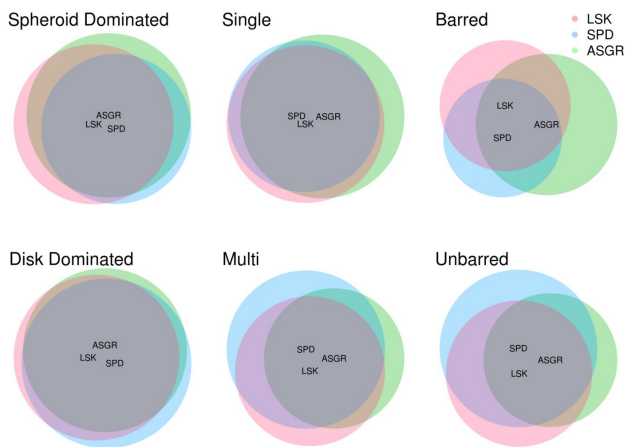 Spheroid Dominated
Single
Barred
LSK
SPD
ASGR
ASGR
LSK
SPD
SPD
ASGR
LSK
LSK
ASGR
SPD
Disk Dominated
Multi
Unbarred
ASGR
LSK
SPD
SPD
ASGR
LSK
SPD
ASGR
LSK